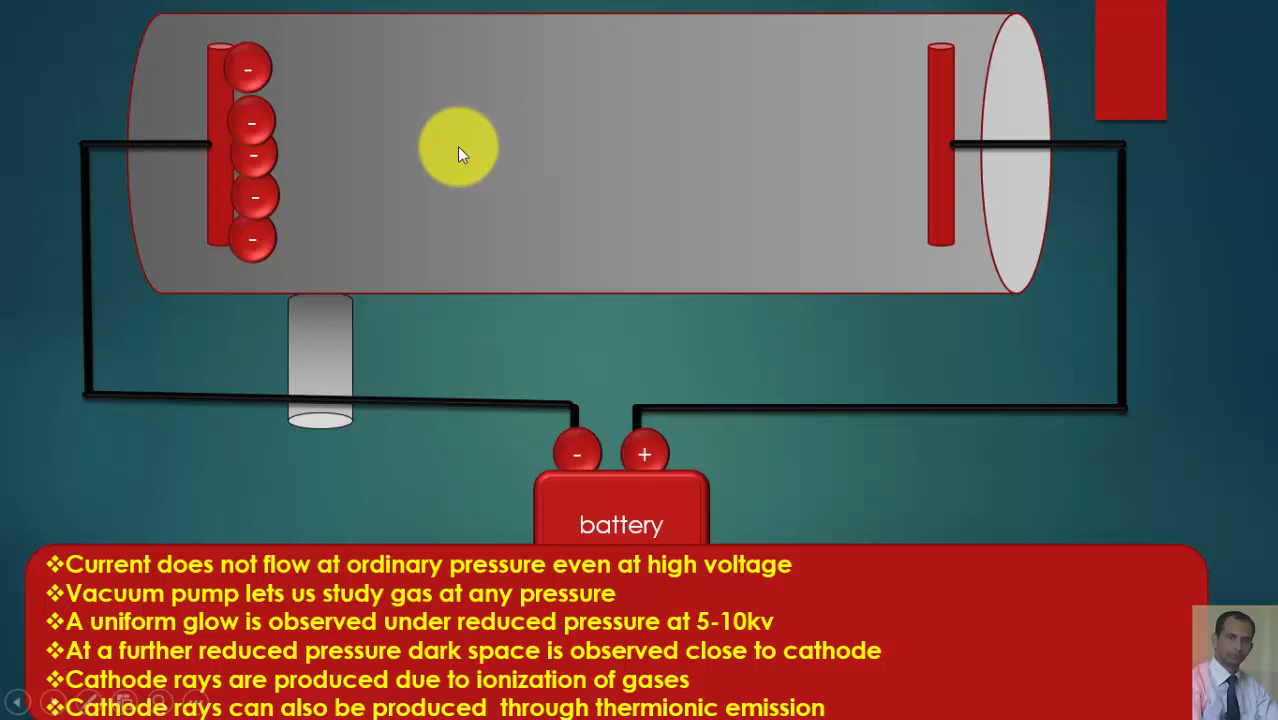 -
-
-
-
-
- +
battery
❖Current does not flow at ordinary pressure even at high voltage
❖Vacuum pump lets us study gas at any pressure
❖A uniform glow is observed under reduced pressure at 5-10kv
❖At a further reduced pressure dark space is observed close to cathode
❖Cathode rays are produced due to ionization of gases
❖Cathode rays can also be produced through thermionic emission